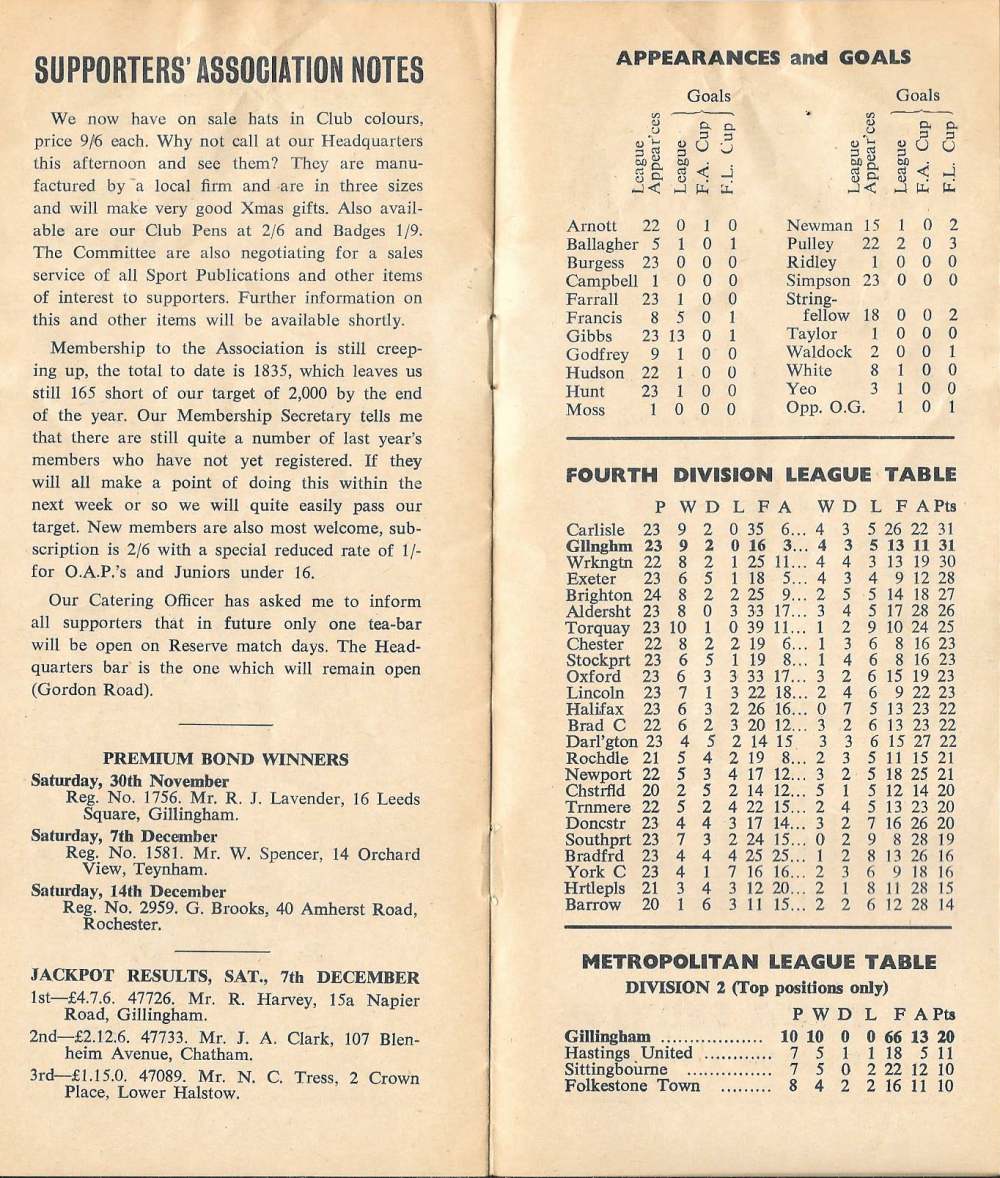 SUPPORTERS' ASSOCIATION NOTES
We now have on sale hats in Club colours,
price 9/6 each. Why not call at our Headquarters
this afternoon and see them? They are manu-
factured by a local firm and are in three sizes
and will make very good Xmas gifts. Also avail-
able are our Club Pens at 2/6 and Badges 1/9.
The Committee are also negotiating for a sales
service of all Sport Publications and other items
of interest to supporters. Further information on
this and other items will be available shortly.
Membership to the Association is still creep-
ing up, the total to date is 1835, which leaves us
still 165 short of our target of 2,000 by the end
of the year. Our Membership Secretary tells me
that there are still quite a number of last year's
members who have not yet registered. If they
will all make a point of doing this within the
next week or so we will quite easily pass our
target. New members are also most welcome, sub-
scription is 2/6 with a special reduced rate of 1/-
for O.A.P.'s and Juniors under 16.
Our Catering Officer has asked me to inform
all supporters that in future only one tea-bar
will be open on Reserve match days. The Head-
quarters bar is the one which will remain open
(Gordon Road).
PREMIUM BOND WINNERS
Saturday, 30th November
Reg. No. 1756. Mr. R. J. Lavender, 16 Leeds
Square, Gillingham.
Saturday, 7th December
Reg. No. 1581. Mr. W. Spencer, 14 Orchard
View, Teynham.
Saturday, 14th December
Reg. No. 2959. G. Brooks, 40 Amherst Road,
Rochester.
JACKPOT RESULTS, SAT., 7th DECEMBER
1st—£4.7.6. 47726. Mr. R. Harvey, 15a Napier
Road, Gillingham.
2nd—£2.12.6. 47733. Mr. J. A. Clark, 107 Blen-
heim Avenue, Chatham.
3rd—£1.15.0. 47089. Mr. N. C. Tress, 2 Crown
Place, Lower Halstow.
APPEARANCES and GOALS
Goals
League Appear'ces League F.A. Cup F.L. Cup
Arnott 22 0 1 0
Ballagher 5 1 0 1
Burgess 23 0 0 0
Campbell 1 0 0 0
Farrall 23 1 0 0
Francis 8 5 0 1
Gibbs 23 13 0 1
Godfrey 9 1 0 0
Hudson 22 1 0 0
Hunt 23 1 0 0
Moss 1 0 0 0
Goals
League Appear'ces League F.A. Cup F.L. Cup
Newman 15 1 0 2
Pulley 22 2 0 3
Ridley 1 0 0 0
Simpson 23 0 0 0
String-
fellow 18 0 0 2
Taylor 1 0 0 0
Waldock 2 0 0 1
White 8 1 0 0
Yeo 3 1 0 0
Opp. O.G. 1 0 1
FOURTH DIVISION LEAGUE TABLE
P W D L F A W D L F A Pts
Carlisle 23 9 2 0 35 6... 4 3 5 26 22 31
Gllnghm 23 9 2 0 16 3... 4 3 5 13 11 31
Wrkngtn 22 8 2 1 25 11... 4 4 3 13 19 30
Exeter 23 6 5 1 18 5... 4 3 4 9 12 28
Brighton 24 8 2 2 25 9... 2 5 5 14 18 27
Aldersht 23 8 0 3 33 17... 3 4 5 17 28 26
Torquay 23 10 1 0 39 11... 1 2 9 10 24 25
Chester 22 8 2 2 19 6... 1 3 6 8 16 23
Stockprt 23 6 5 1 19 8... 1 4 6 8 16 23
Oxford 23 6 3 3 33 17... 3 2 6 15 19 23
Lincoln 23 7 1 3 22 18... 2 4 6 9 22 23
Halifax 23 6 3 2 26 16... 0 7 5 13 23 22
Brad C 22 6 2 3 20 12... 3 2 6 13 23 22
Darl'gton 23 4 5 2 14 15 3 3 6 15 27 22
Rochdle 21 5 4 2 19 8... 2 3 5 11 15 21
Newport 22 5 3 4 17 12... 3 2 5 18 25 21
Chstrfld 20 2 5 2 14 12... 5 1 5 12 14 20
Trnmere 22 5 2 4 22 15... 2 4 5 13 23 20
Doncstr 23 4 4 3 17 14... 3 2 7 16 26 20
Southprt 23 7 3 2 24 15... 0 2 9 8 28 19
Bradfrd 23 4 4 4 25 25... 1 2 8 13 26 16
York C 23 4 1 7 16 16... 2 3 6 9 18 16
Hrtlepls 21 3 4 3 12 20... 2 1 8 11 28 15
Barrow 20 1 6 3 11 15... 2 2 6 12 28 14
METROPOLITAN LEAGUE TABLE
DIVISION 2 (Top positions only)
P W D L F A Pts
Gillingham .................. 10 10 0 0 66 13 20
Hastings United ............ 7 5 1 1 18 5 11
Sittingbourne ............... 7 5 0 2 22 12 10
Folkestone Town ......... 8 4 2 2 16 11 10